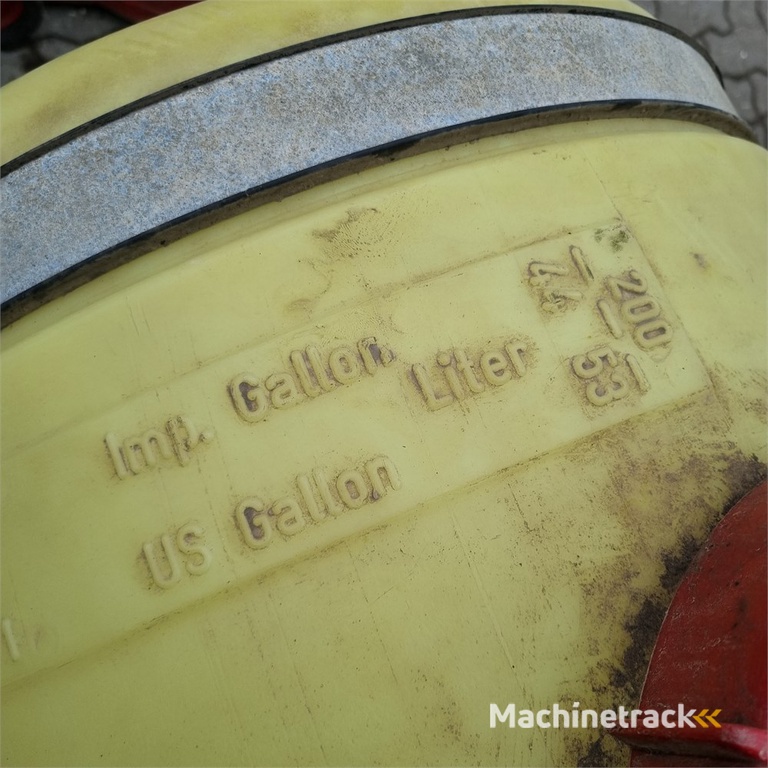 Imp. Gallon
Liter
US Gallon
44
200
53
Machinetrack